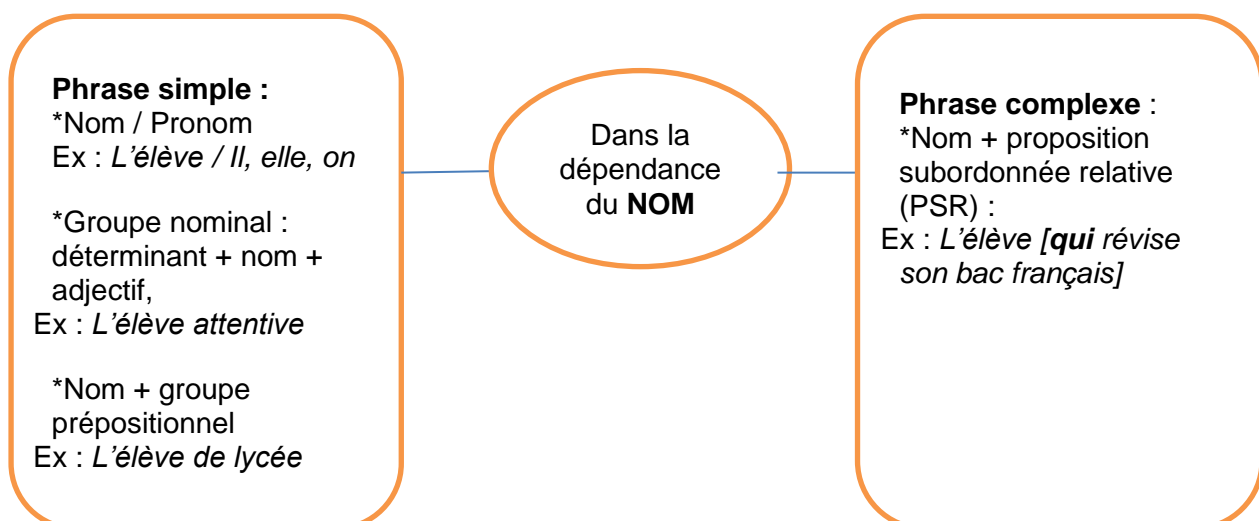 Phrase simple :
*Nom / Pronom
Ex : L’élève / Il, elle, on
*Groupe nominal :
déterminant + nom +
adjectif,
Ex : L’élève attentive
*Nom + groupe
prépositionnel
Ex : L’élève de lycée
Dans la
dépendance
du NOM
Phrase complexe :
*Nom + proposition
subordonnée relative
(PSR) :
Ex : L’élève [qui révise
son bac français]